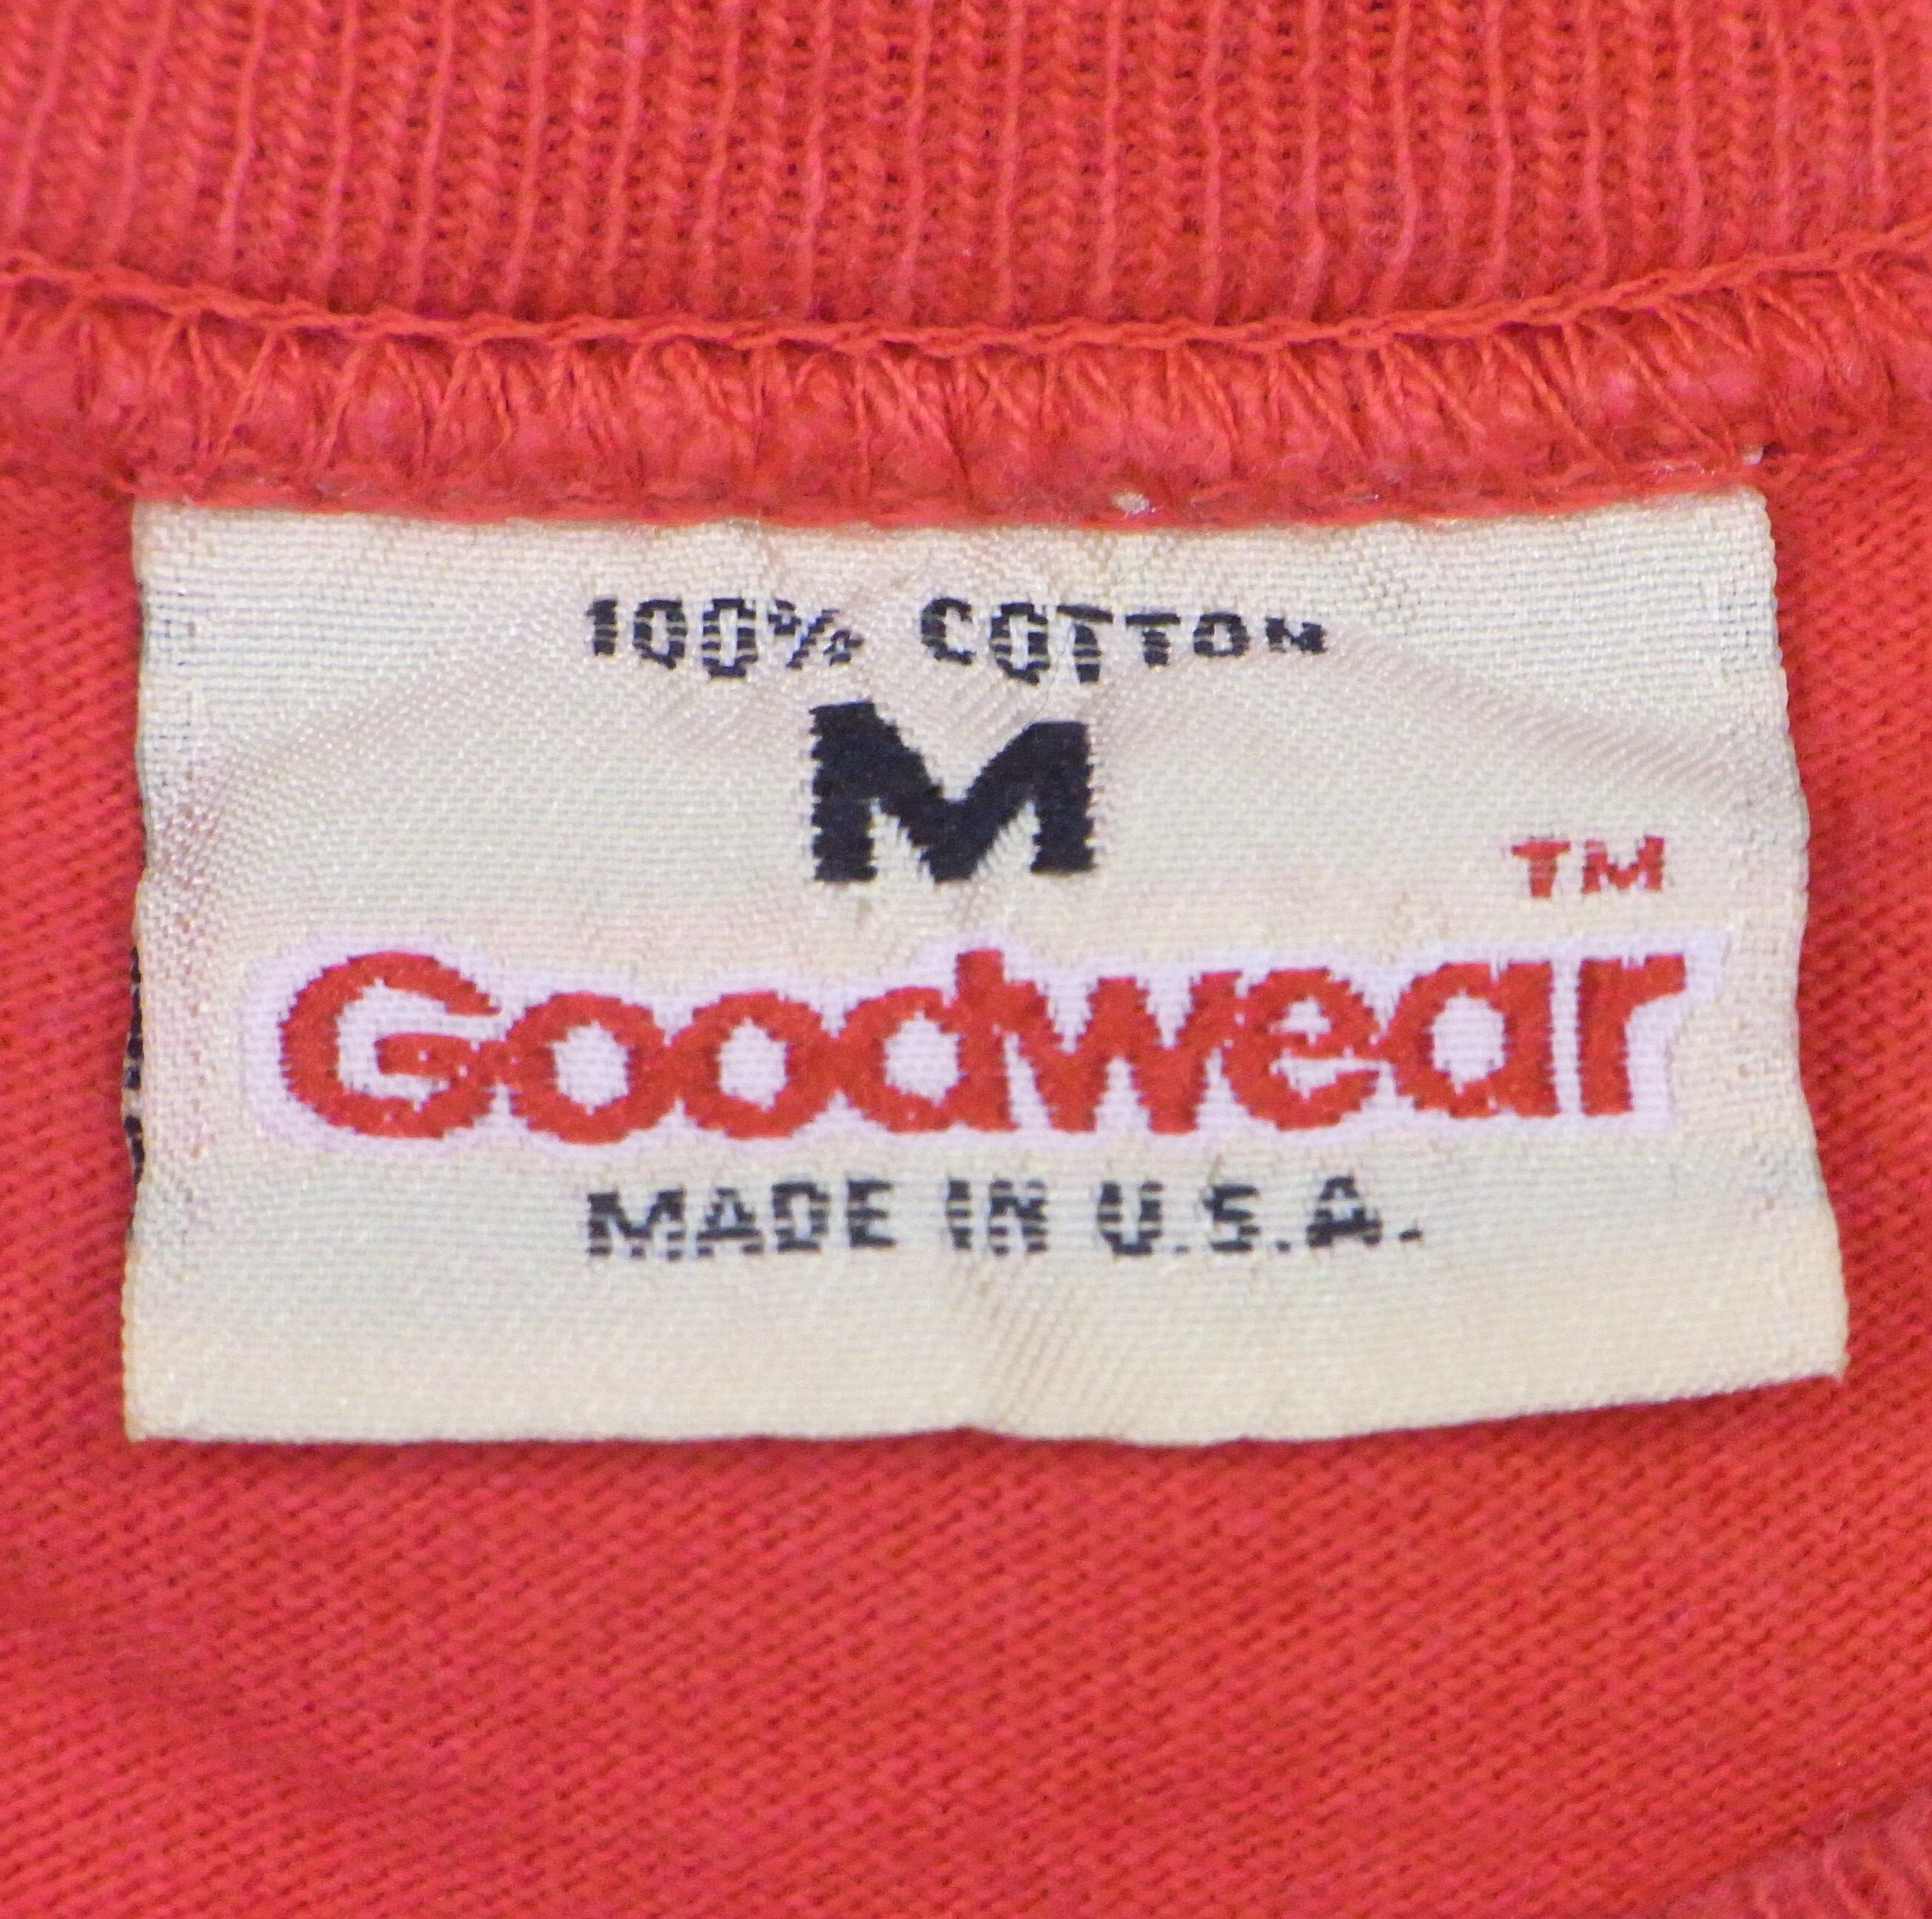 100% COTTON
M
TM
Goodwear
MADE IN U.S.A.